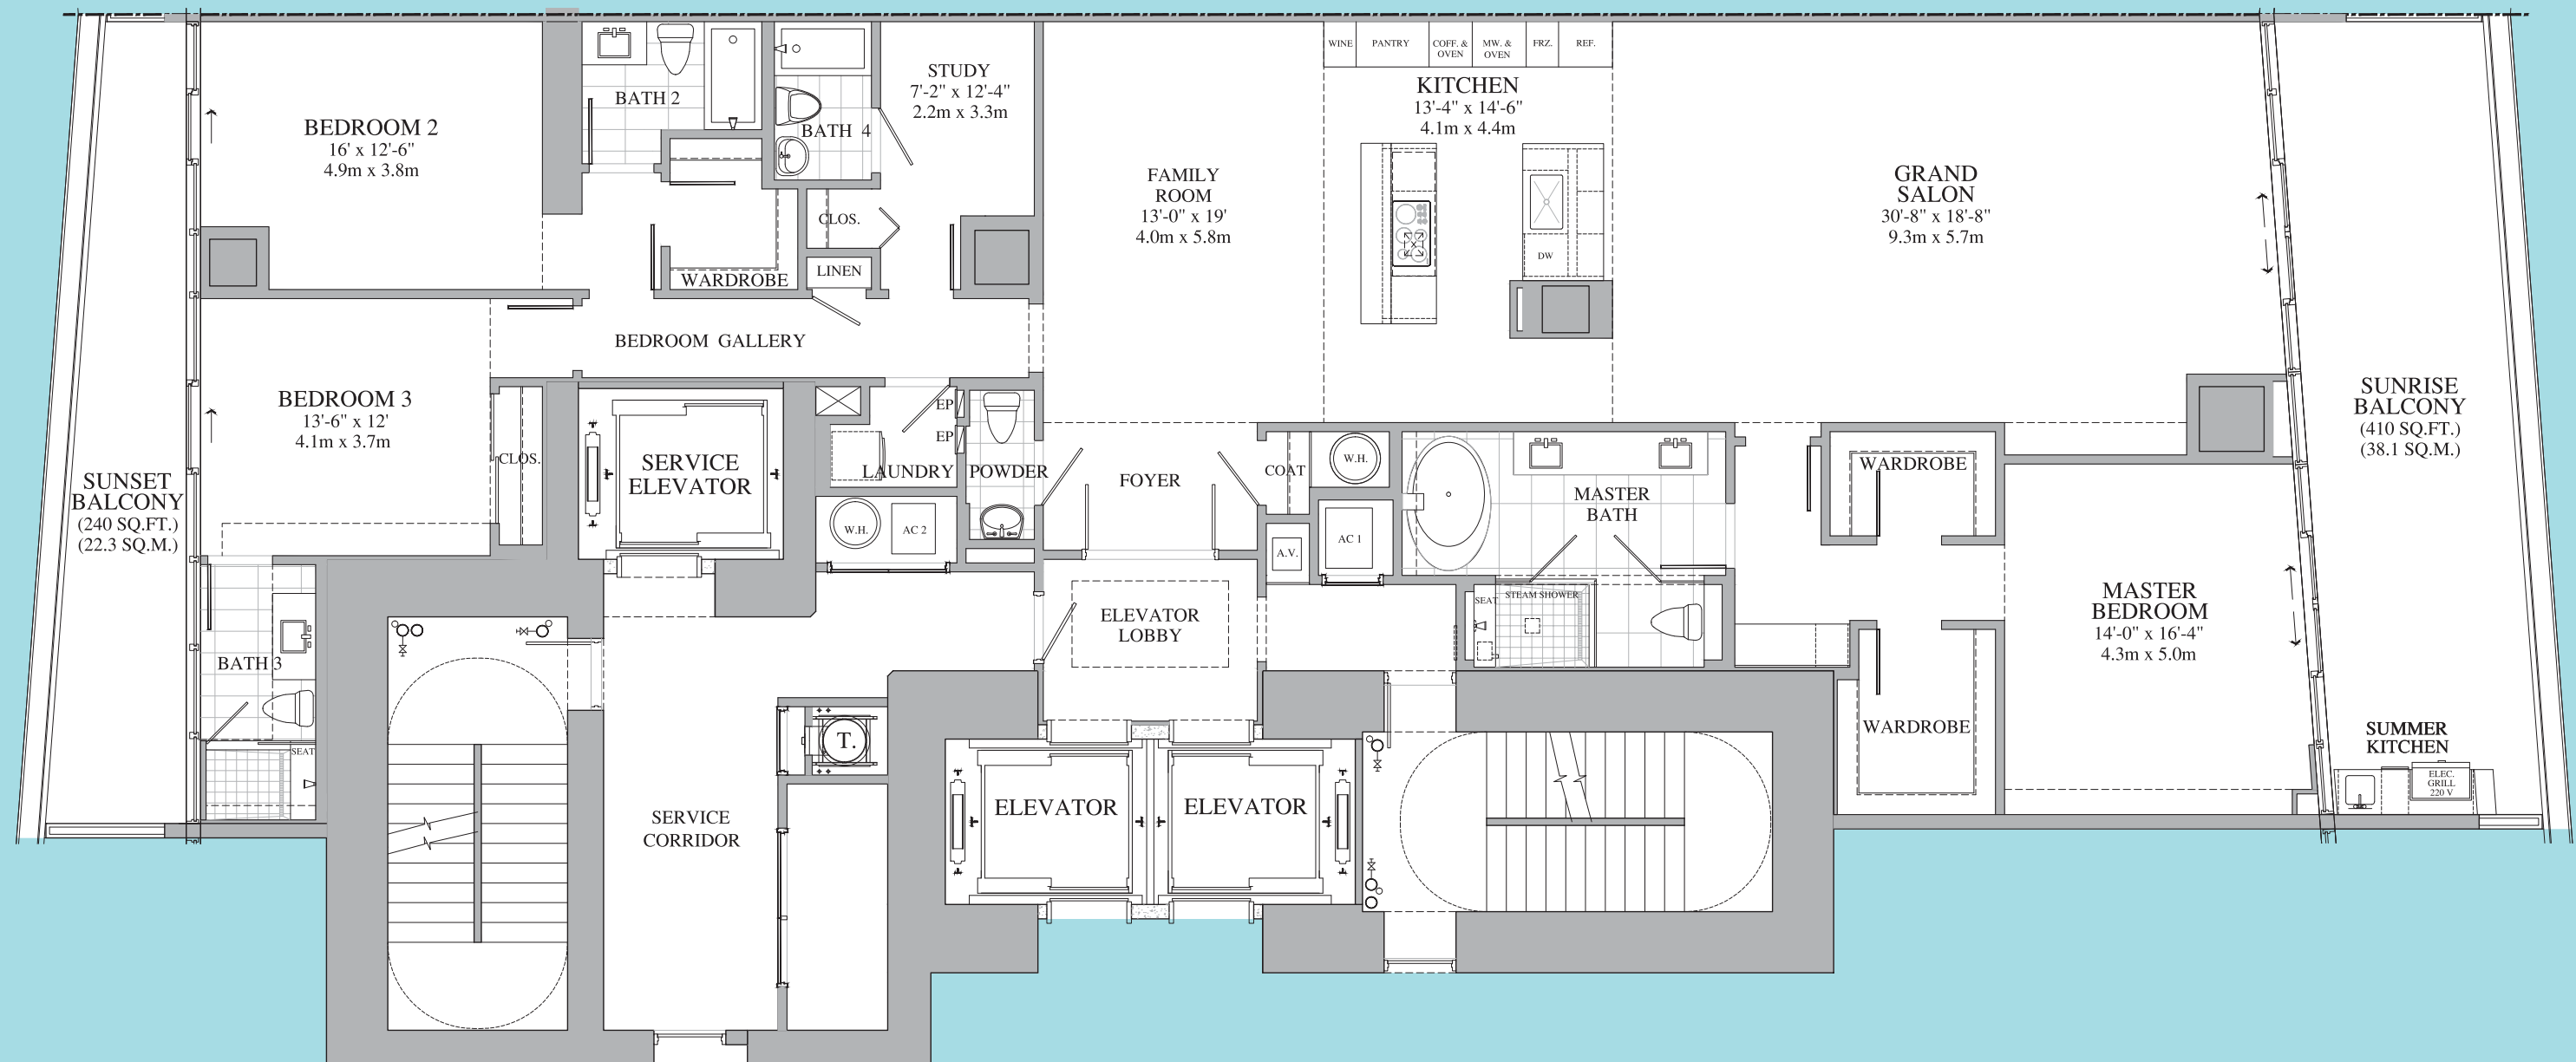 WINE
PANTRY
COFF. &
OVEN
MW. &
OVEN
FRZ.
REF.
BATH 2
STUDY
7'-2" x 12'-4"
2.2m x 3.3m
KITCHEN
13'-4" x 14'-6"
4.1m x 4.4m
BEDROOM 2
16' x 12'-6"
4.9m x 3.8m
BATH 4
FAMILY
ROOM
13'-0" x 19'
4.0m x 5.8m
GRAND
SALON
30'-8" x 18'-8"
9.3m x 5.7m
CLOS.
LINEN
WARDROBE
DW
BEDROOM GALLERY
BEDROOM 3
13'-6" x 12'
4.1m x 3.7m
CLOS.
SERVICE
ELEVATOR
EP
EP
LAUNDRY
POWDER
FOYER
COAT
W.H.
MASTER
BATH
WARDROBE
SUNRISE
BALCONY
(410 SQ.FT.)
(38.1 SQ.M.)
SUNSET
BALCONY
(240 SQ.FT.)
(22.3 SQ.M.)
W.H.
AC 2
A.V.
AC 1
SEAT
STEAM SHOWER
ELEVATOR
LOBBY
MASTER
BEDROOM
14'-0" x 16'-4"
4.3m x 5.0m
BATH 3
SEAT
T.
WARDROBE
SUMMER
KITCHEN
ELEC.
GRILL
220 V
SERVICE
CORRIDOR
ELEVATOR
ELEVATOR